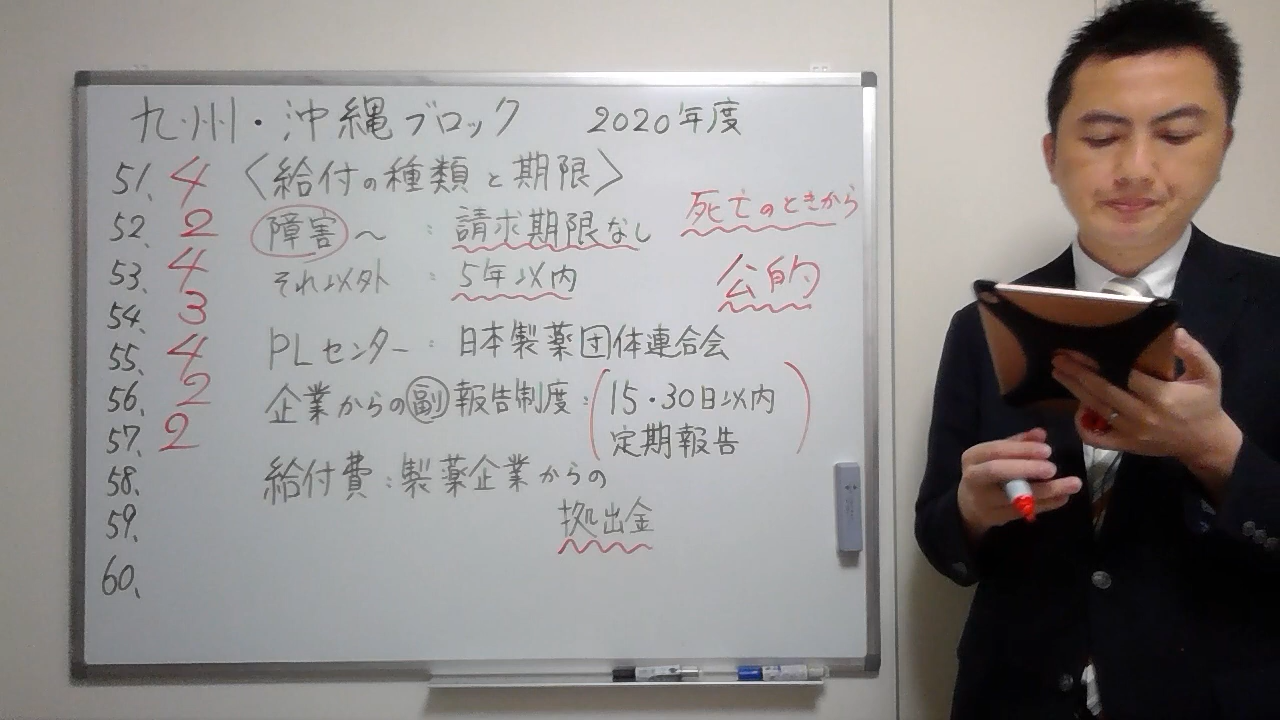 九州・沖縄ブロック 2020年度
51、4 〈給付の種類と期限〉
52、2 障害〜 : 請求期限なし 死亡のときから
53、4 それ以外 : 5年以内 公的
54、3
55、4 PLセンター : 日本製薬団体連合会
56、2 企業からの副報告制度 : (15・30日以内
57、2 定期報告)
58、 給付費 : 製薬企業からの
59、 拠出金
60、